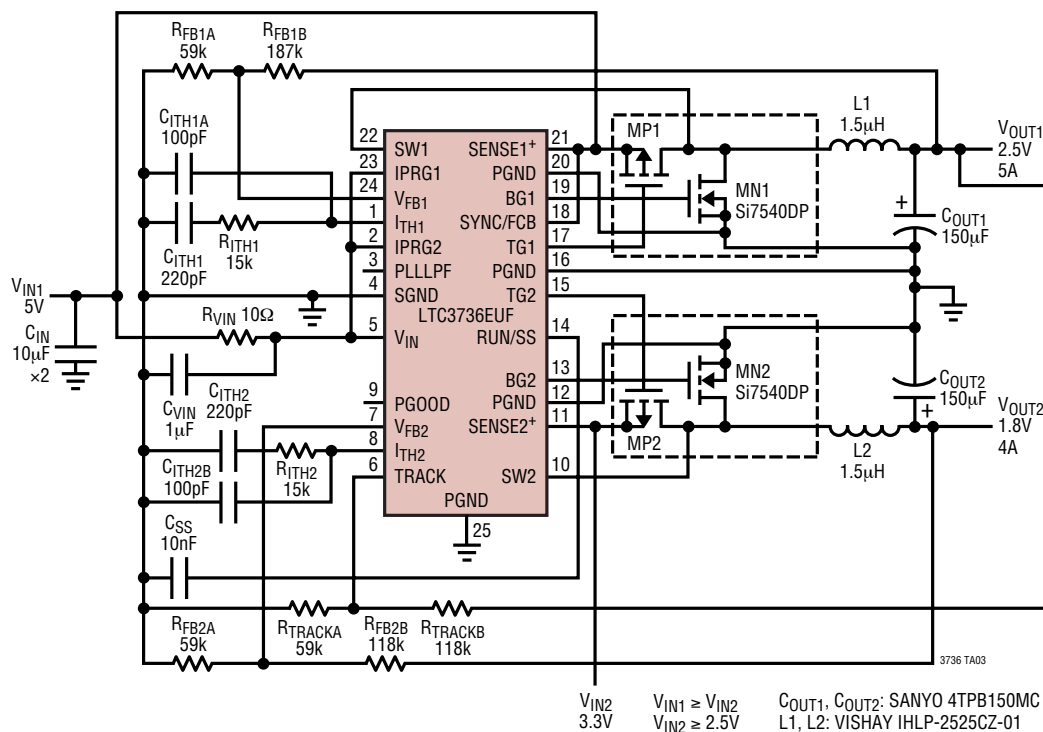 RFB1A
59k
RFB1B
187k
CITH1A
100pF
CITH1
220pF
RITH1
15k
VIN1
5V
CIN
10μF
×2
RVIN 10Ω
CVIN
1μF
CITH2
220pF
CITH2B
100pF
RITH2
15k
CSS
10nF
RFB2A
59k
RTRACKA
59k
RFB2B
118k
RTRACKB
118k
22 SW1
23 IPRG1
24 VFB1
1 ITH1
2 IPRG2
3 PLLLPF
4 SGND
LTC3736EUF
5 VIN
9 PGOOD
7 VFB2
8 ITH2
6 TRACK
PGND
25
SENSE1+ 21
PGND 20
BG1 19
SYNC/FCB 18
TG1 17
PGND 16
TG2 15
RUN/SS 14
BG2 13
PGND 12
SENSE2+ 11
SW2 10
MP1
MN1
Si7540DP
MN2
Si7540DP
MP2
L1
1.5μH
VOUT1
2.5V
5A
+
COUT1
150μF
COUT2
150μF
+
VOUT2
1.8V
4A
L2
1.5μH
3736 TA03
VIN2
3.3V
VIN1 ≥ VIN2
VIN2 ≥ 2.5V
COUT1, COUT2: SANYO 4TPB150MC
L1, L2: VISHAY IHLP-2525CZ-01